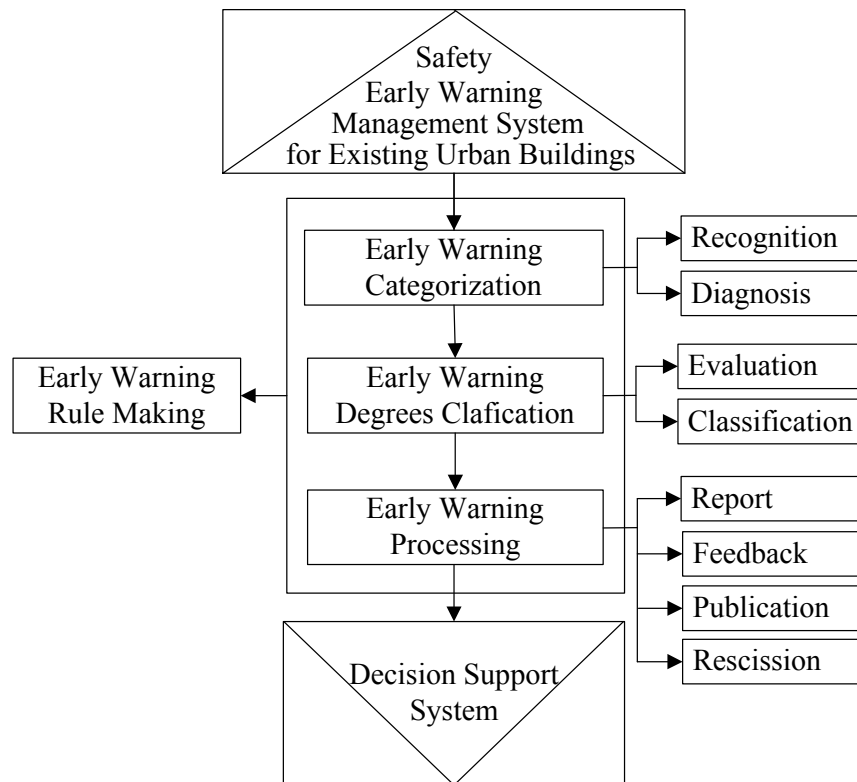 Safety
Early Warning
Management System
for Existing Urban Buildings
Early Warning
Categorization
Recognition
Diagnosis
Early Warning
Rule Making
Early Warning
Degrees Clafication
Evaluation
Classification
Early Warning
Processing
Report
Feedback
Publication
Rescission
Decision Support
System